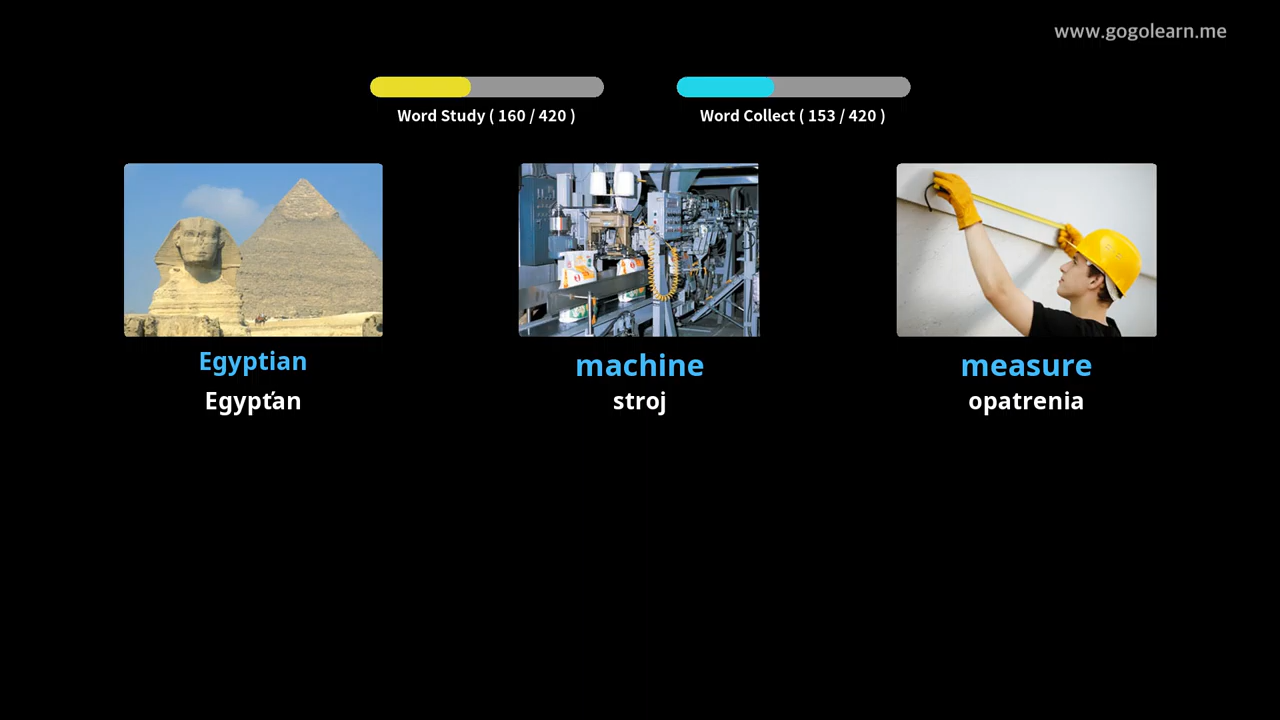 www.gogolearn.me
Word Study ( 160 / 420 )
Word Collect ( 153 / 420 )
Egyptian
machine
measure
Egypťan
stroj
opatrenia